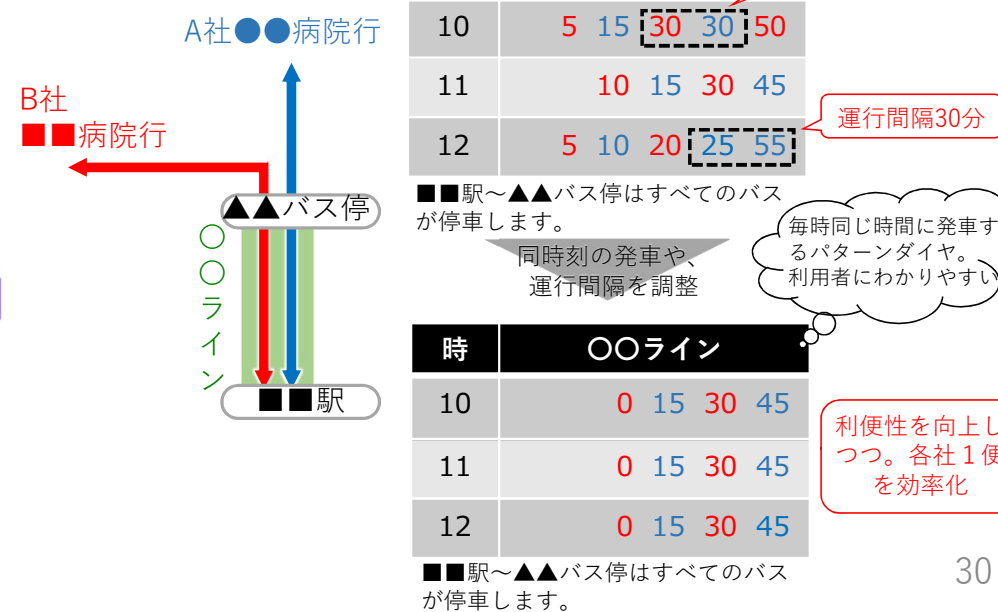 A社●●病院行
B社
■■病院行
▲▲バス停
〇〇ライン
■■駅
10 5 15 30 30 50
11 10 15 30 45
12 5 10 20 25 55
運行間隔30分
■■駅～▲▲バス停はすべてのバス
が停車します。
同時刻の発車や、
運行間隔を調整
毎時同じ時間に発車す
るパターンダイヤ。
利用者にわかりやすい
時 〇〇ライン
10 0 15 30 45
11 0 15 30 45
12 0 15 30 45
利便性を向上し
つつ。各社１便
を効率化
■■駅～▲▲バス停はすべてのバス
が停車します。
30